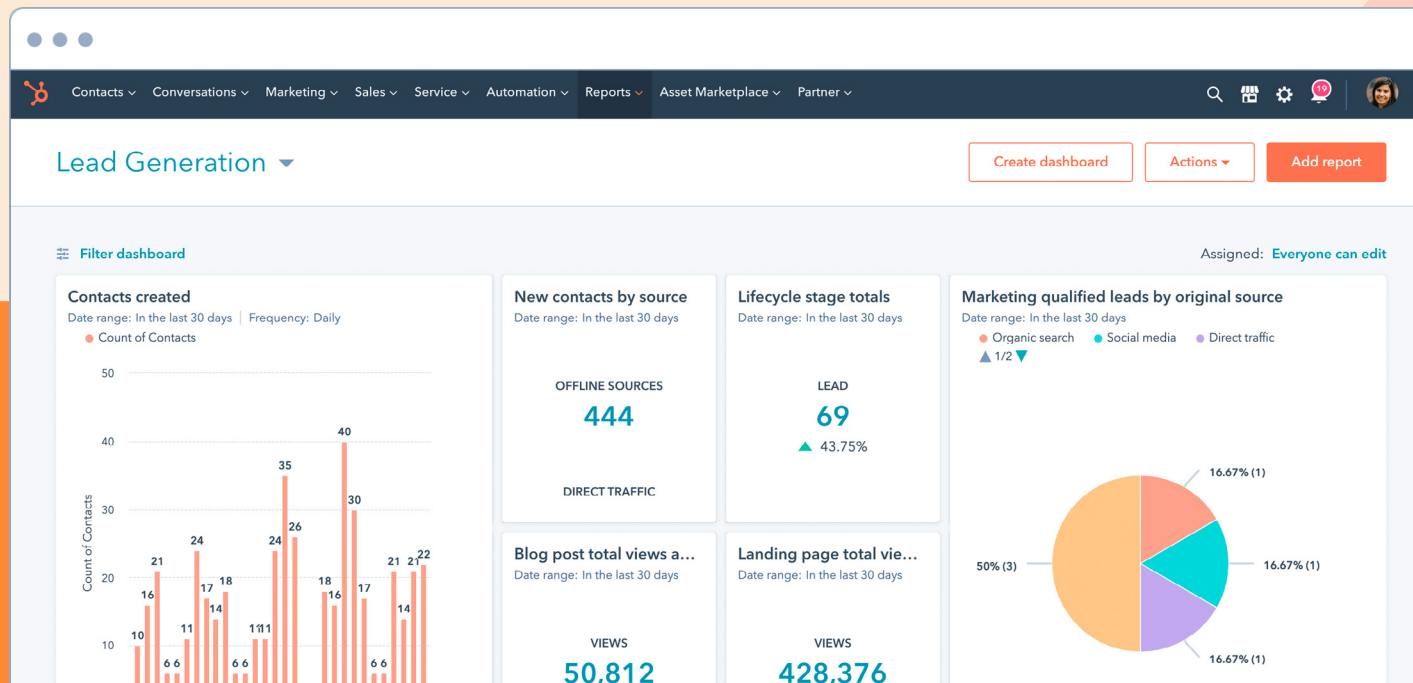 Contacts Conversations Marketing Sales Service Automation Reports Asset Marketplace Partner
19
Lead Generation
Create dashboard
Actions
Add report
Filter dashboard
Assigned: Everyone can edit
Contacts created
Date range: In the last 30 days | Frequency: Daily
Count of Contacts
50
40
30
20
10
Count of Contacts
10
16
21
6
6
11
24
17
14
18
6
6
11
11
24
35
26
18
16
40
30
17
6
6
21
14
21
22
New contacts by source
Date range: In the last 30 days
OFFLINE SOURCES
444
DIRECT TRAFFIC
Lifecycle stage totals
Date range: In the last 30 days
LEAD
69
43.75%
Marketing qualified leads by original source
Date range: In the last 30 days
Organic search Social media Direct traffic
1/2
16.67% (1)
50% (3)
16.67% (1)
16.67% (1)
Blog post total views a...
Date range: In the last 30 days
VIEWS
50,812
Landing page total vie...
Date range: In the last 30 days
VIEWS
428,376